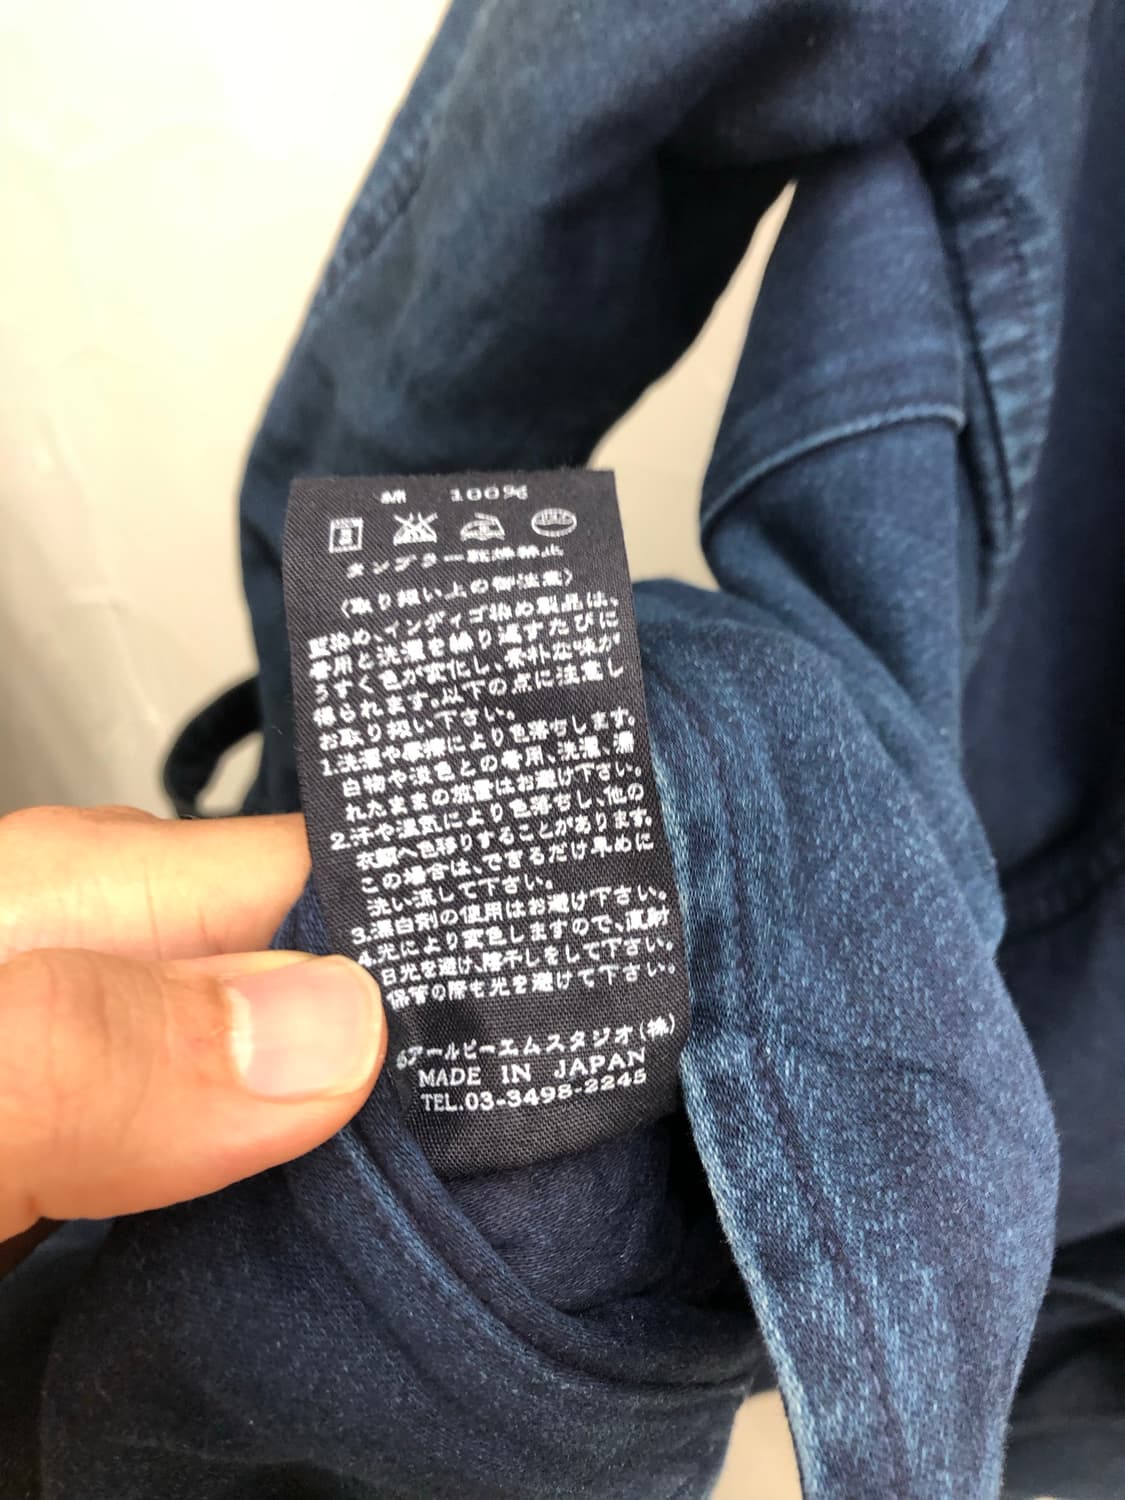 綿 100%
タンブラー乾燥禁止
(取り扱い上の御注意)
藍染め、インディゴ染め製品は、
着用と洗濯を繰り返すたびに
うすく色が変化し、素朴な味が
得られます。以下の点に注意し
お取り扱い下さい。
1.洗濯や摩擦により色落ちします。
白物や淡色との着用、洗濯、濡
れたままの放置はお避け下さい。
2.汗や湿気により色落ちし、他の
衣類へ色移りすることがあります。
この場合は、できるだけ早めに
洗い流して下さい。
3.漂白剤の使用はお避け下さい。
4.光により変色しますので、直射
日光を避け、陰干しをして下さい。
保管の際も光を避けて下さい。
アールピーエムスタジオ(株)
MADE IN JAPAN
TEL.03-3498-2245